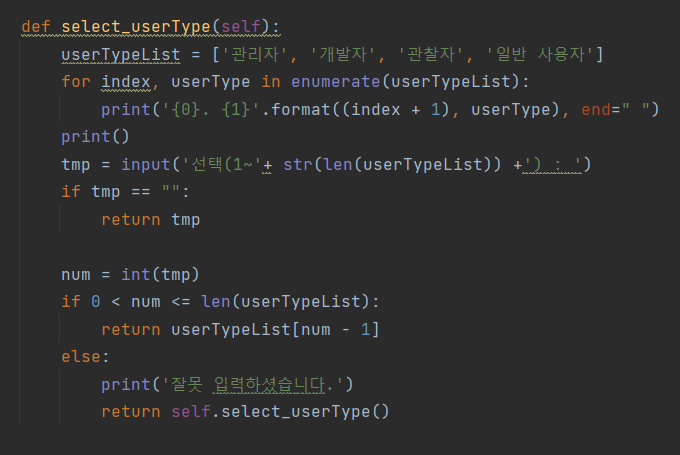 def select_userType(self):
    userTypeList = ['관리자', '개발자', '관찰자', '일반 사용자']
    for index, userType in enumerate(userTypeList):
        print('{0}. {1}'.format((index + 1), userType), end=" ")
    print()
    tmp = input('선택(1~'+ str(len(userTypeList)) +') : ')
    if tmp == "":
        return tmp

    num = int(tmp)
    if 0 < num <= len(userTypeList):
        return userTypeList[num - 1]
    else:
        print('잘못 입력하셨습니다.')
        return self.select_userType()